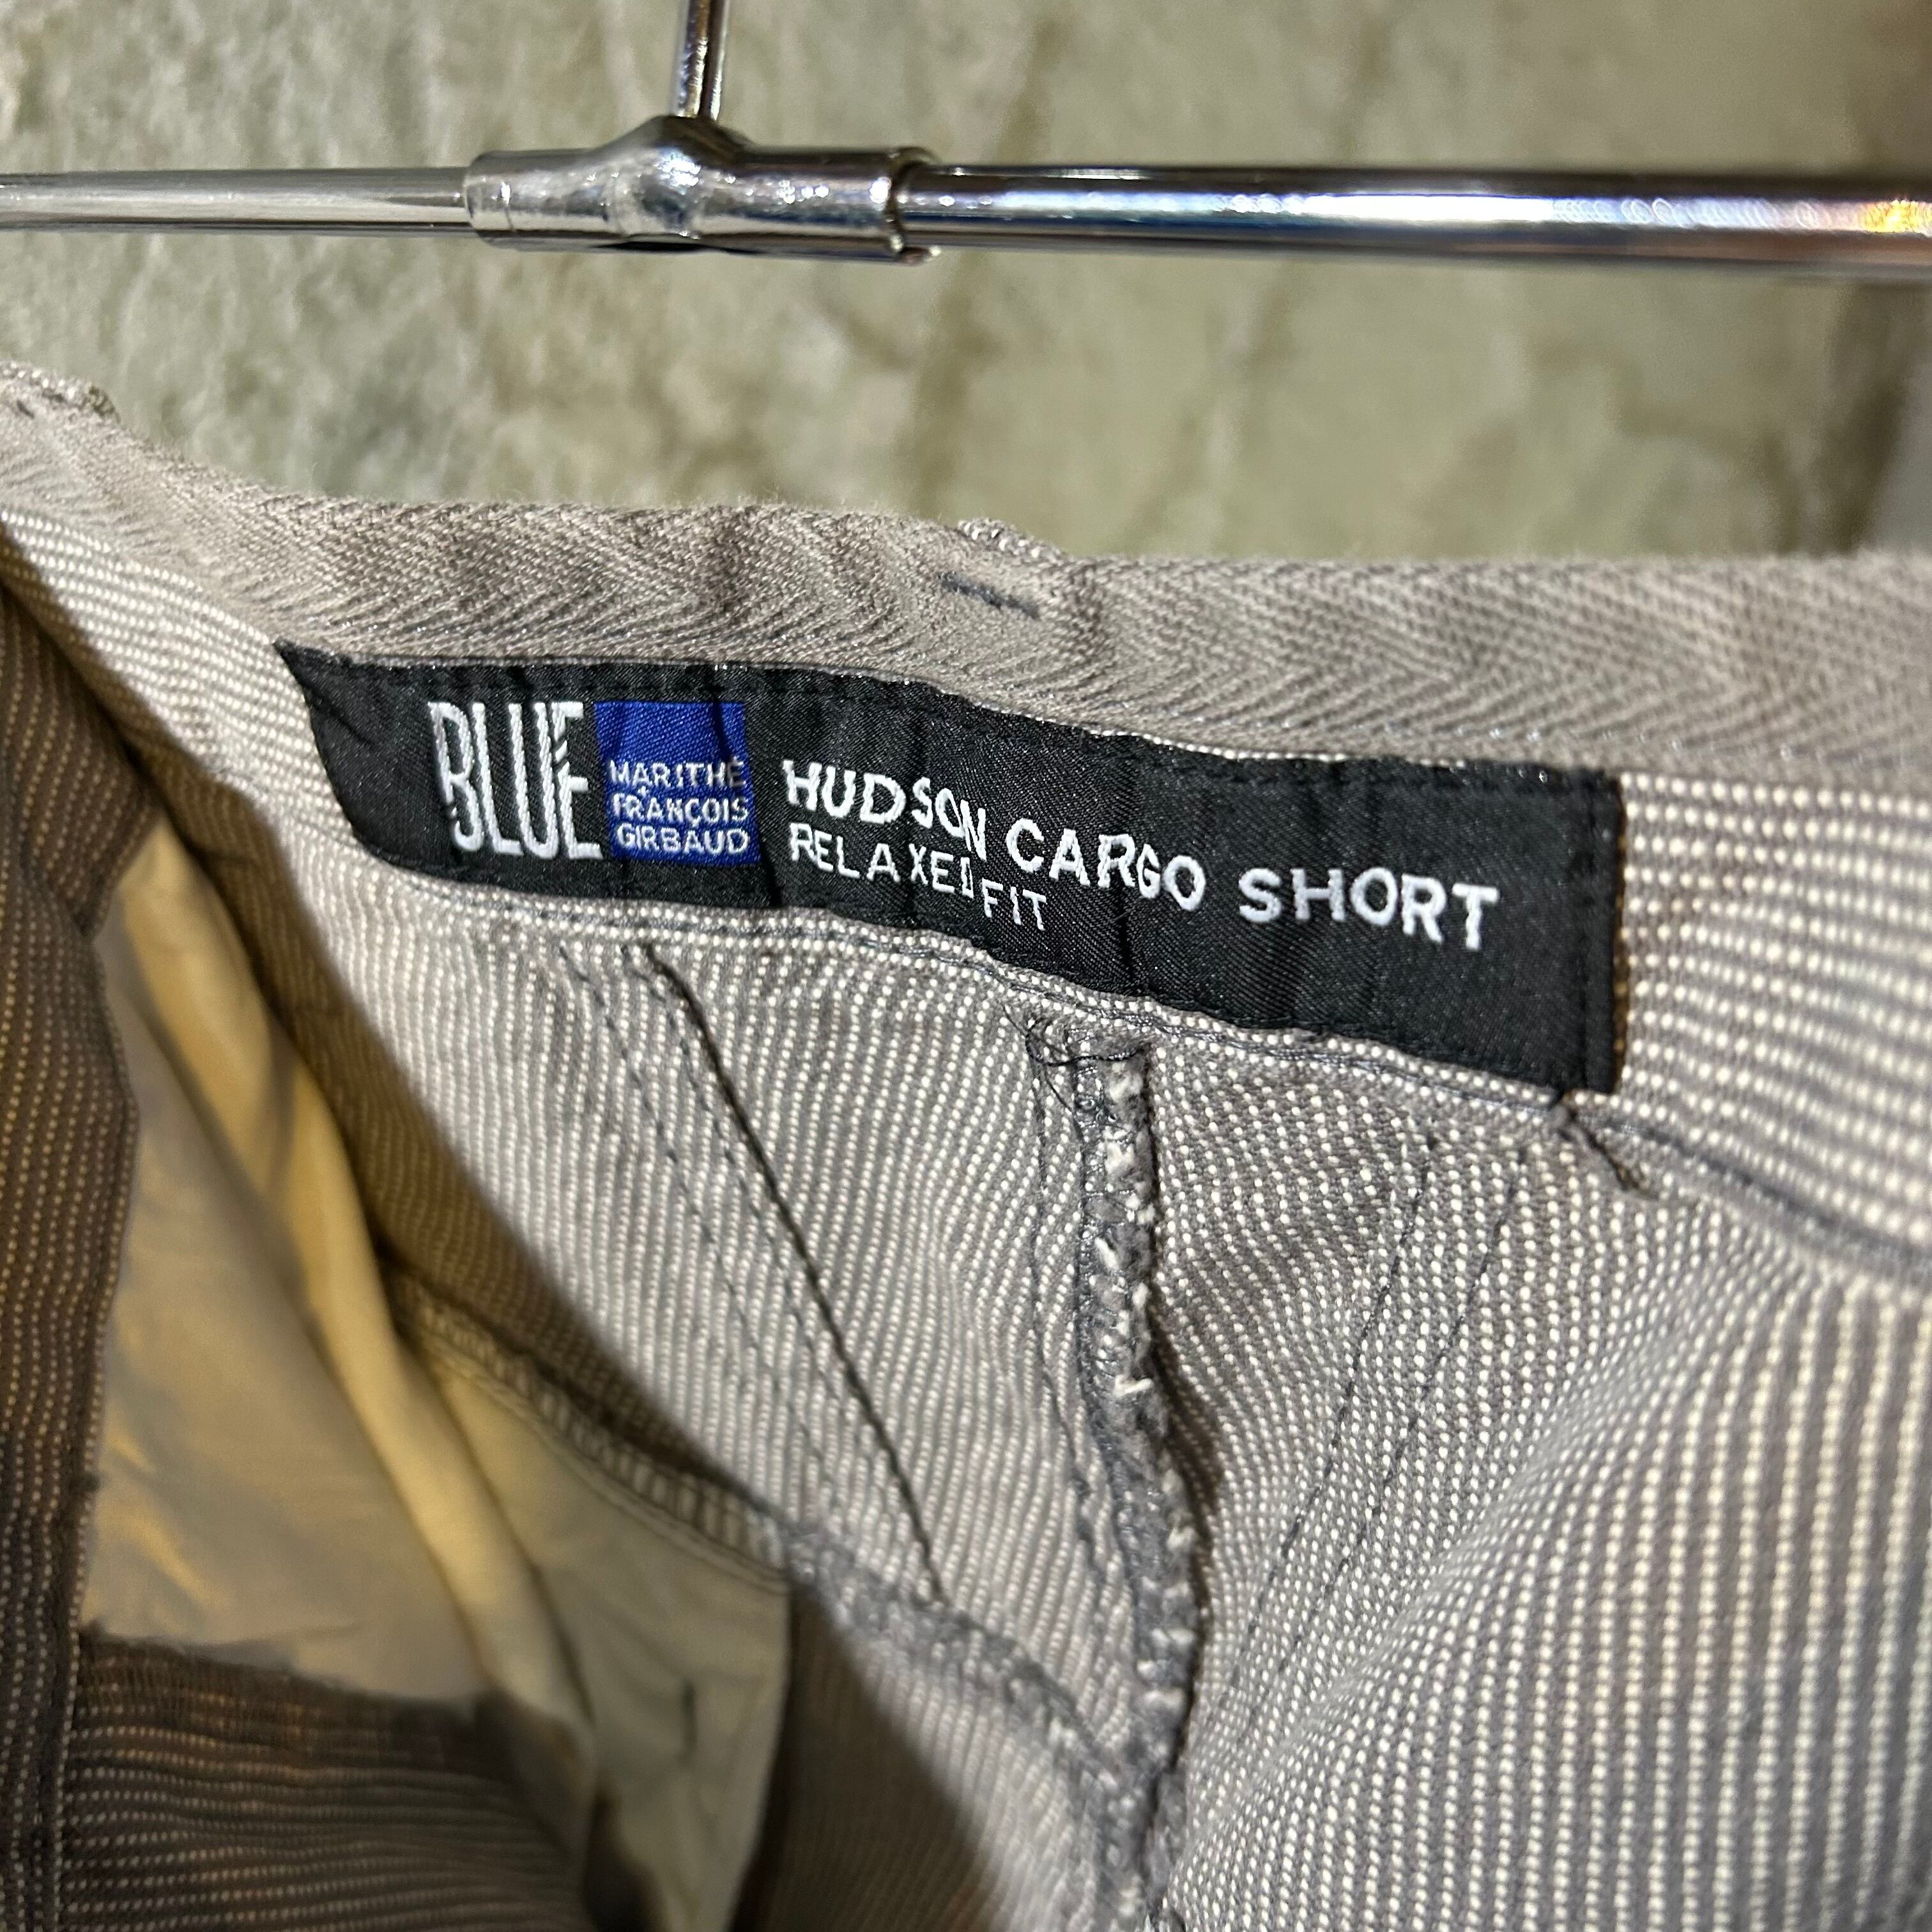 BLUE
MARITHÉ
+
FRANÇOIS
GIRBAUD
HUDSON CARGO SHORT
RELAXED FIT